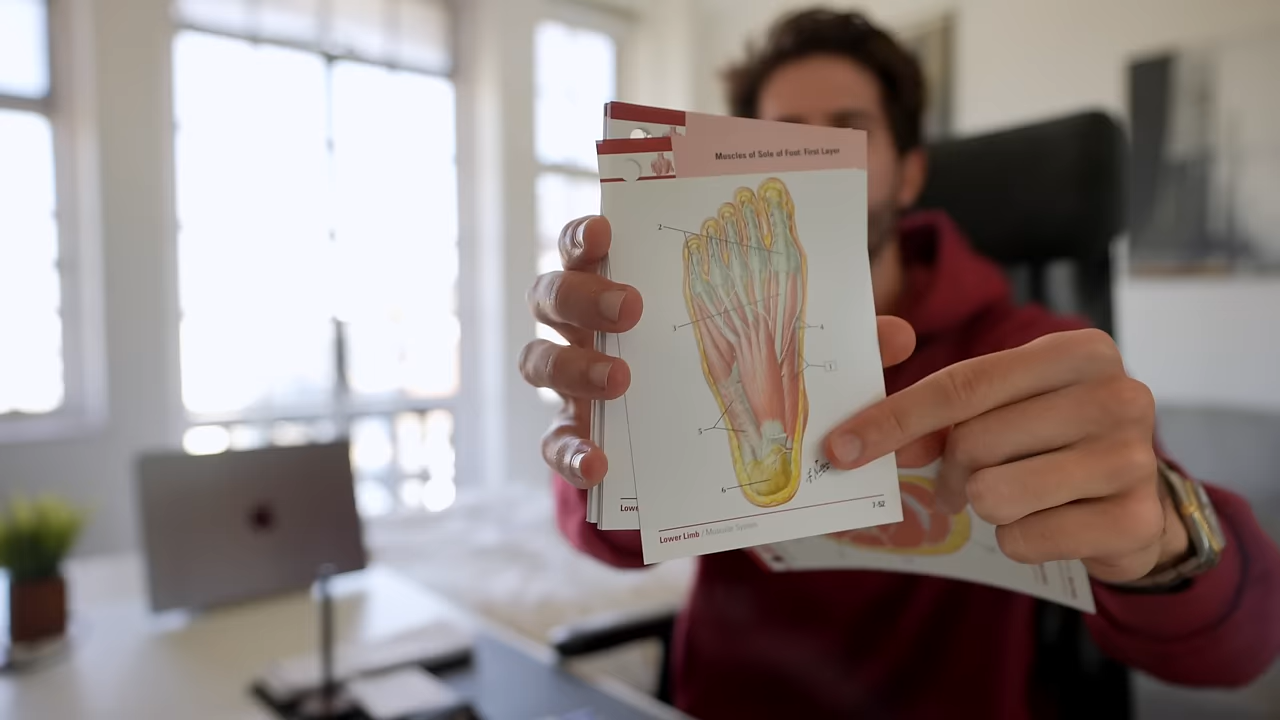 Muscles of Sole of Foot: First Layer
2
3
4
1
5
6
7-52
Lower Limb / Muscular System
Lowe